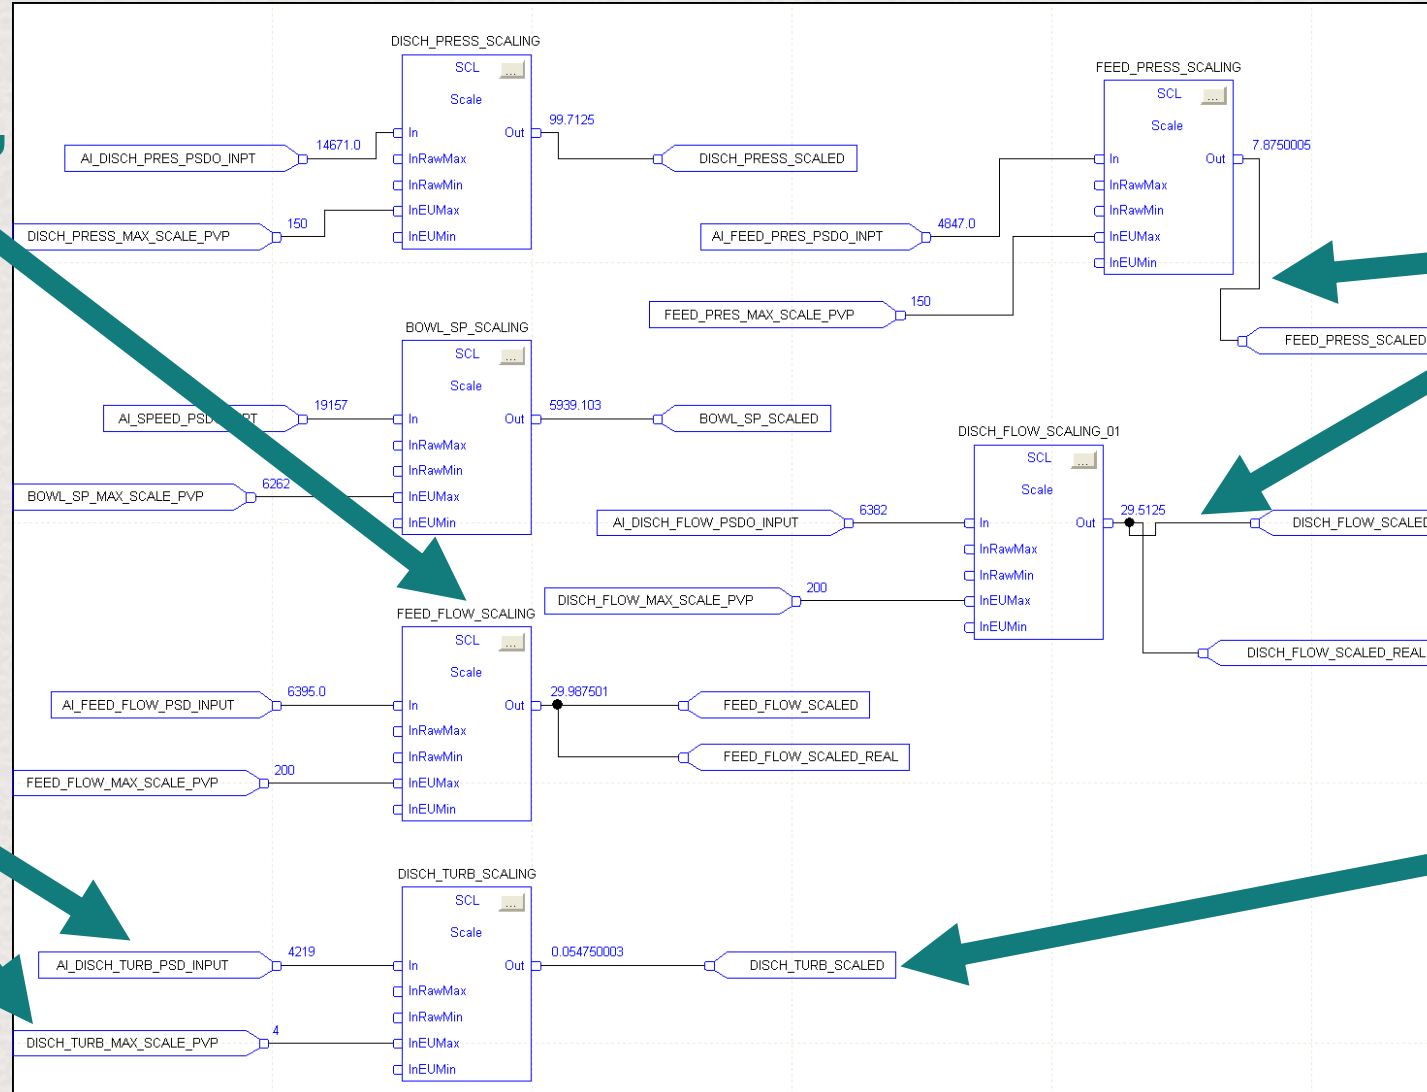 DISCH_PRESS_SCALING
SCL ...
Scale
In Out
InRawMax
InRawMin
InEUMax
InEUMin
AI_DISCH_PRES_PSDO_INPT
14671.0
DISCH_PRESS_MAX_SCALE_PVP
150
99.7125
DISCH_PRESS_SCALED
FEED_PRESS_SCALING
SCL ...
Scale
In Out
InRawMax
InRawMin
InEUMax
InEUMin
AI_FEED_PRES_PSDO_INPT
4847.0
FEED_PRES_MAX_SCALE_PVP
150
7.8750005
FEED_PRESS_SCALED
BOWL_SP_SCALING
SCL ...
Scale
In Out
InRawMax
InRawMin
InEUMax
InEUMin
19157
BOWL_SP_MAX_SCALE_PVP
6262
5939.103
BOWL_SP_SCALED
DISCH_FLOW_SCALING_01
SCL ...
Scale
In Out
InRawMax
InRawMin
InEUMax
InEUMin
AI_DISCH_FLOW_PSDO_INPUT
6382
DISCH_FLOW_MAX_SCALE_PVP
200
29.5125
DISCH_FLOW_SCALED
DISCH_FLOW_SCALED_REAL
FEED_FLOW_SCALING
SCL ...
Scale
In Out
InRawMax
InRawMin
InEUMax
InEUMin
AI_FEED_FLOW_PSD_INPUT
6395.0
FEED_FLOW_MAX_SCALE_PVP
200
29.987501
FEED_FLOW_SCALED
FEED_FLOW_SCALED_REAL
DISCH_TURB_SCALING
SCL ...
Scale
In Out
InRawMax
InRawMin
InEUMax
InEUMin
AI_DISCH_TURB_PSD_INPUT
4219
DISCH_TURB_MAX_SCALE_PVP
4
0.054750003
DISCH_TURB_SCALED